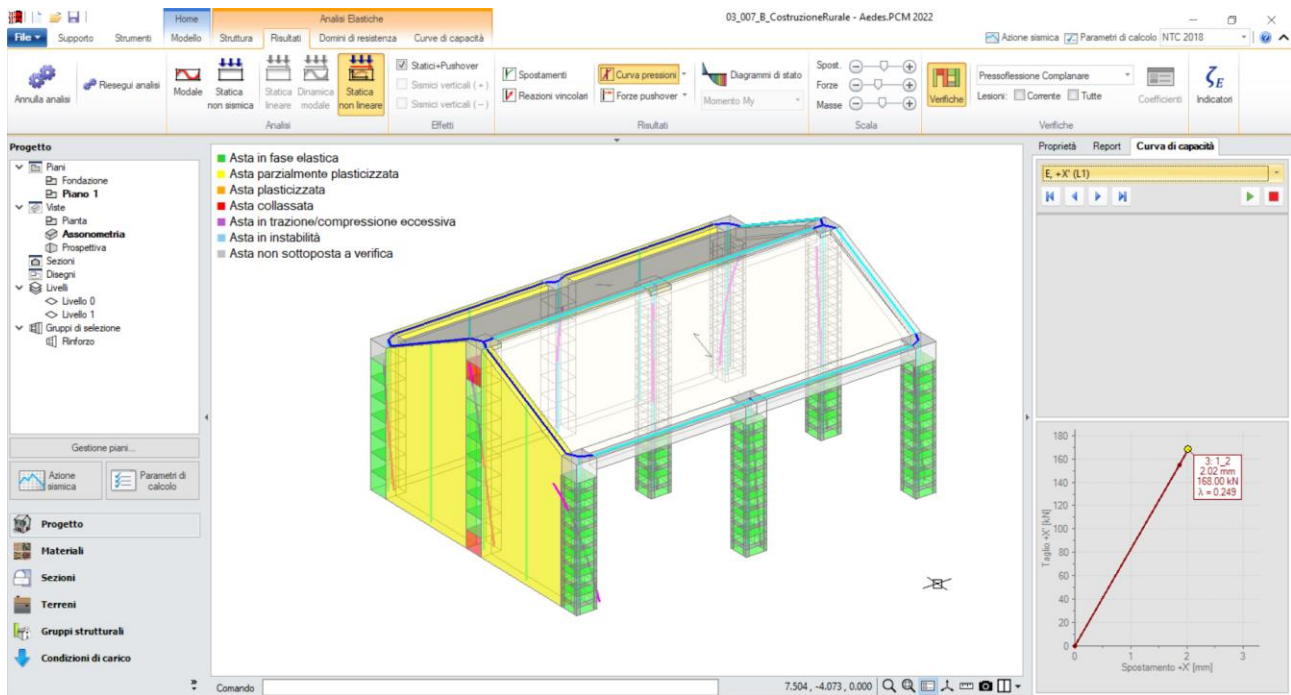 03_007_B_CostruzioneRurale - Aedes.PCM 2022
Home
Analisi Elastiche
File
Supporto
Strumenti
Modello
Struttura
Risultati
Domini di resistenza
Curve di capacità
Azione sismica
Parametri di calcolo
NTC 2018
Annulla analisi
Riesegui analisi
Modale
Statica non sismica
Statica lineare
Dinamica modale
Statica non lineare
Analisi
Statici+Pushover
Sismici verticali (+)
Sismici verticali (−)
Effetti
Spostamenti
Reazioni vincolari
Curva pressioni
Forze pushover
Diagrammi di stato
Momento My
Risultati
Spost.
Forze
Masse
Scala
Verifiche
Pressoflessione Complanare
Lesioni: Corrente Tutte
Coefficienti
Verifiche
ζE
Indicatori
Progetto
Piani
Fondazione
Piano 1
Viste
Pianta
Assonometria
Prospettiva
Sezioni
Disegni
Livelli
Livello 0
Livello 1
Gruppi di selezione
Rinforzo
Gestione piani...
Azione sismica
Parametri di calcolo
Progetto
Materiali
Sezioni
Terreni
Gruppi strutturali
Condizioni di carico
Asta in fase elastica
Asta parzialmente plasticizzata
Asta plasticizzata
Asta collassata
Asta in trazione/compressione eccessiva
Asta in instabilità
Asta non sottoposta a verifica
Comando
7.504 , -4.073 , 0.000
Proprietà
Report
Curva di capacità
E, +X' (L1)
180
160
140
120
100
80
60
40
20
0
Taglio +X' [kN]
3: 1_2
2.02 mm
168.00 kN
λ = 0.249
0 1 2 3
Spostamento +X' [mm]